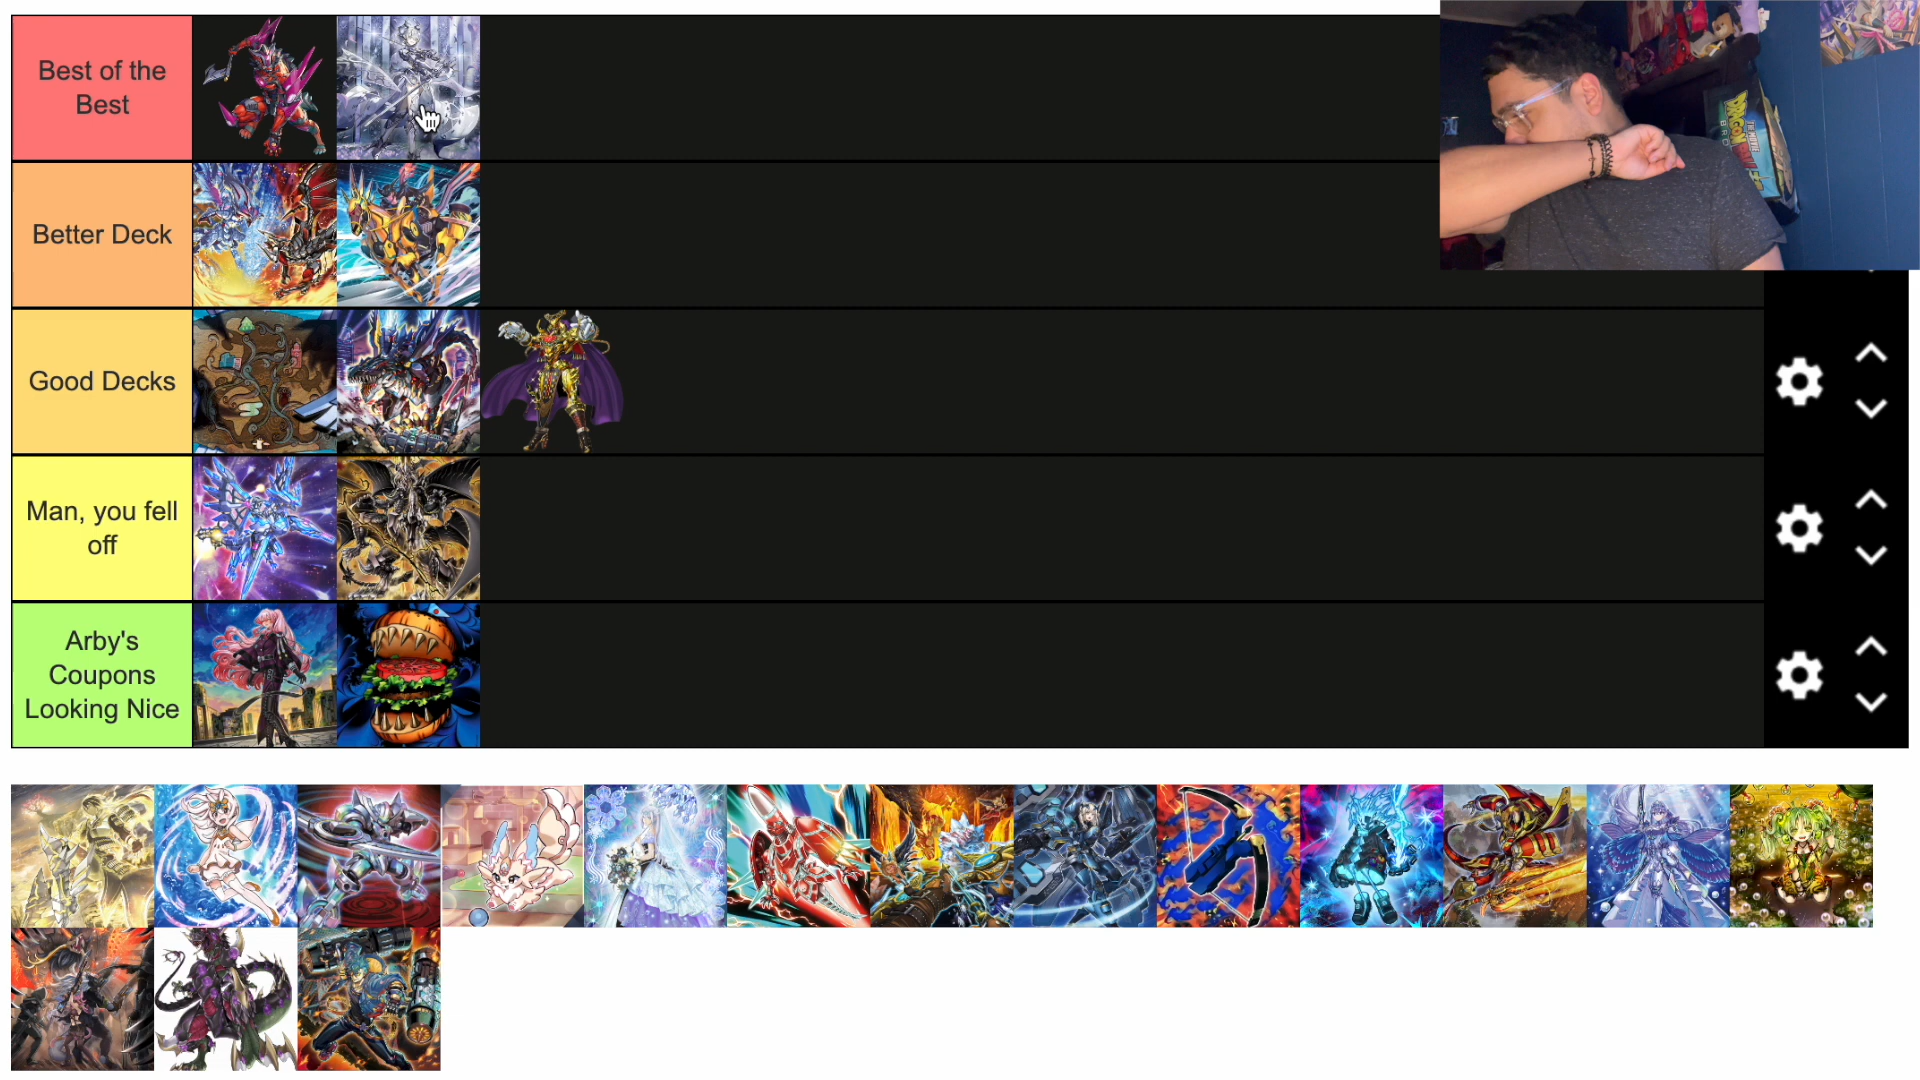 Best of the
Best
Better Deck
Good Decks
Man, you fell
off
Arby's
Coupons
Looking Nice